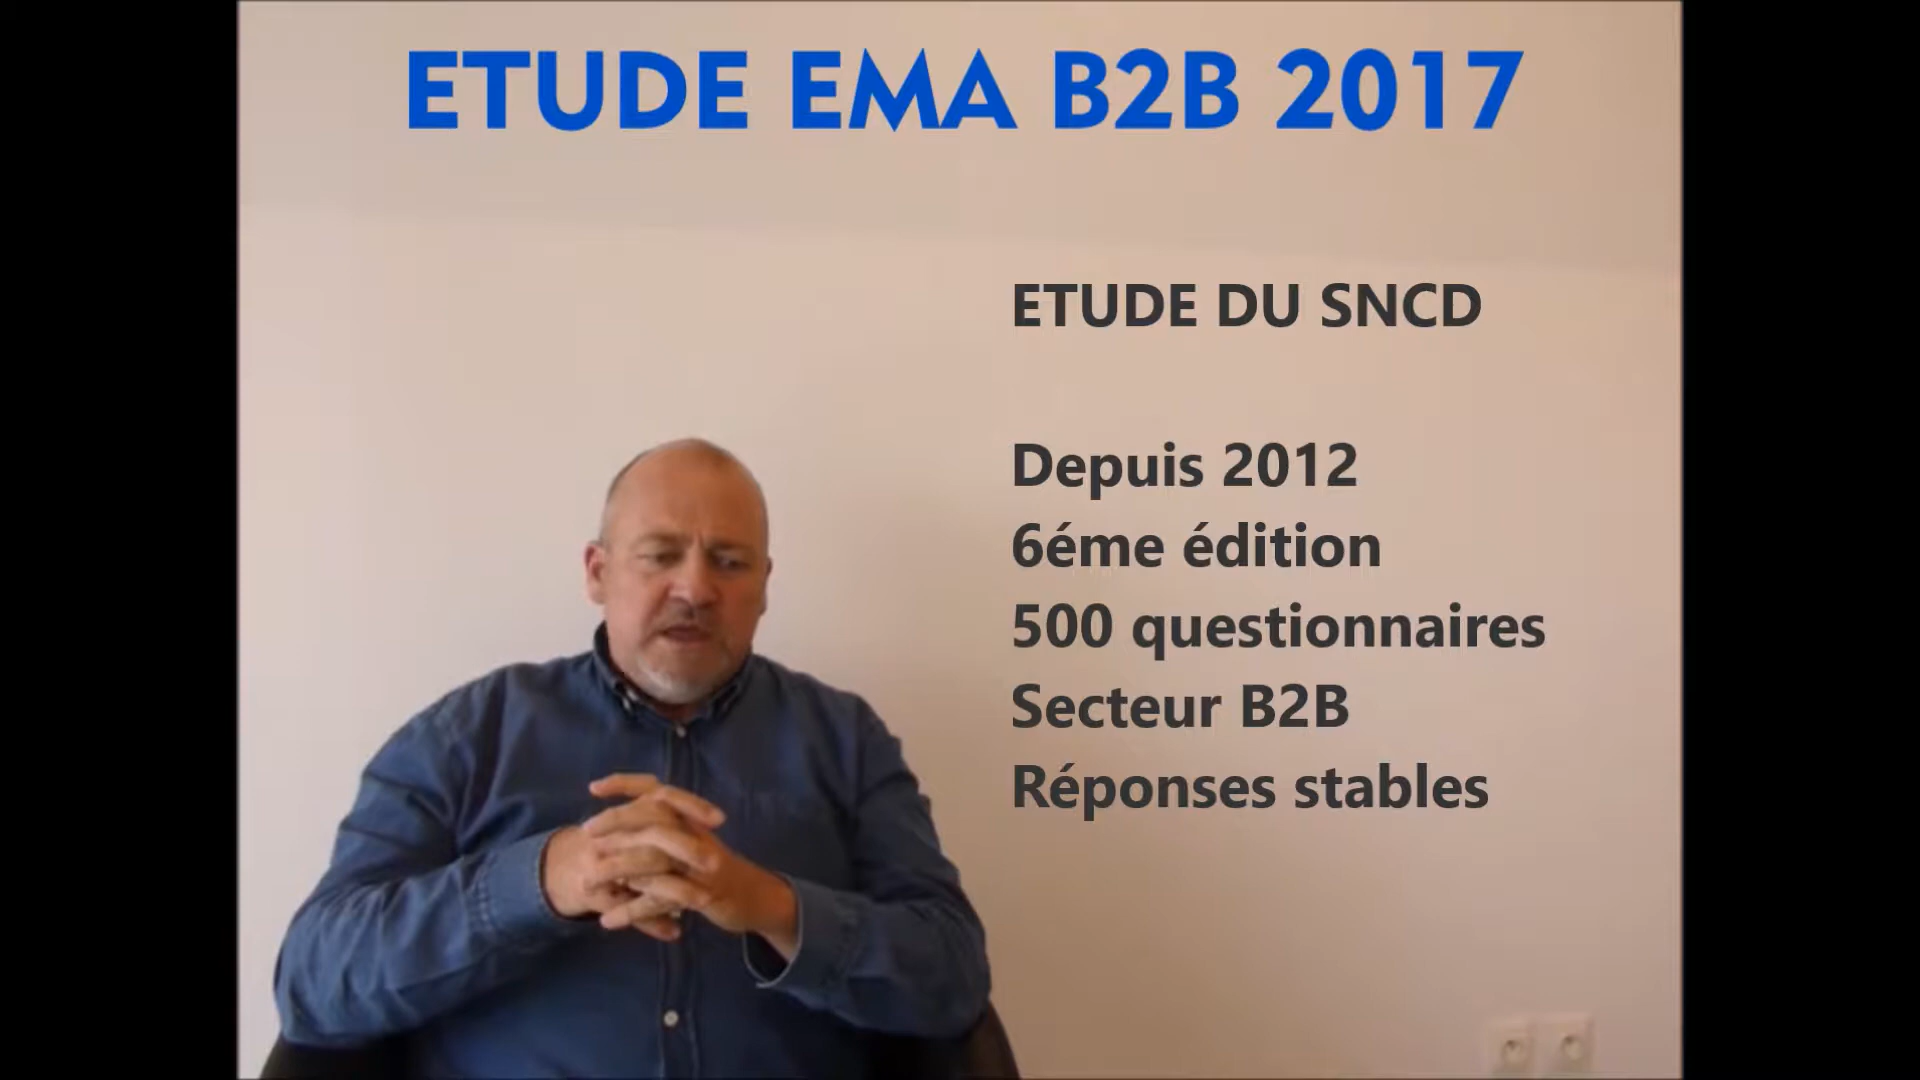 ETUDE EMA B2B 2017
ETUDE DU SNCD
Depuis 2012
6éme édition
500 questionnaires
Secteur B2B
Réponses stables